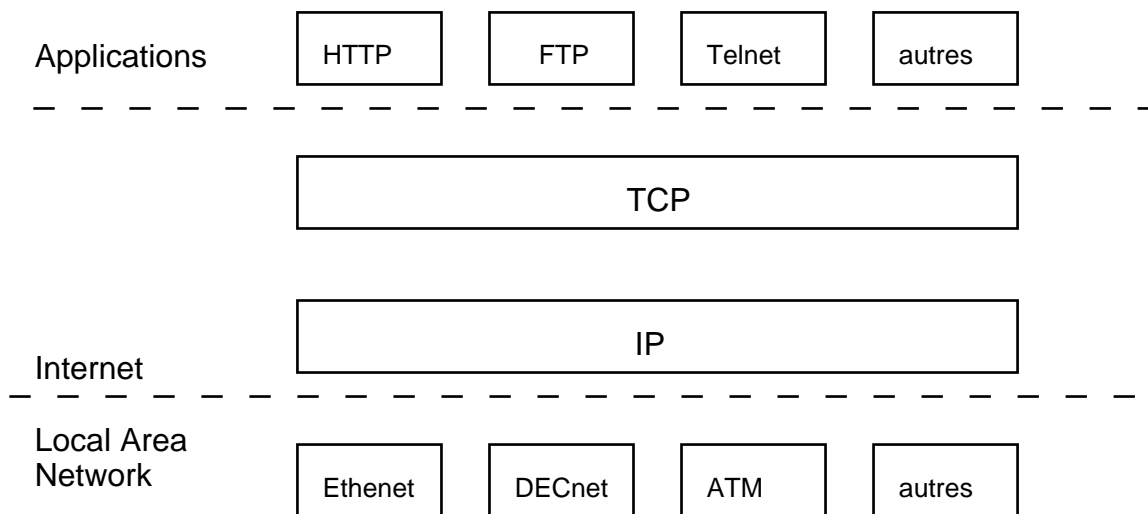 Applications HTTP FTP Telnet autres
TCP
IP
Internet
Local Area
Network
Ethenet DECnet ATM autres